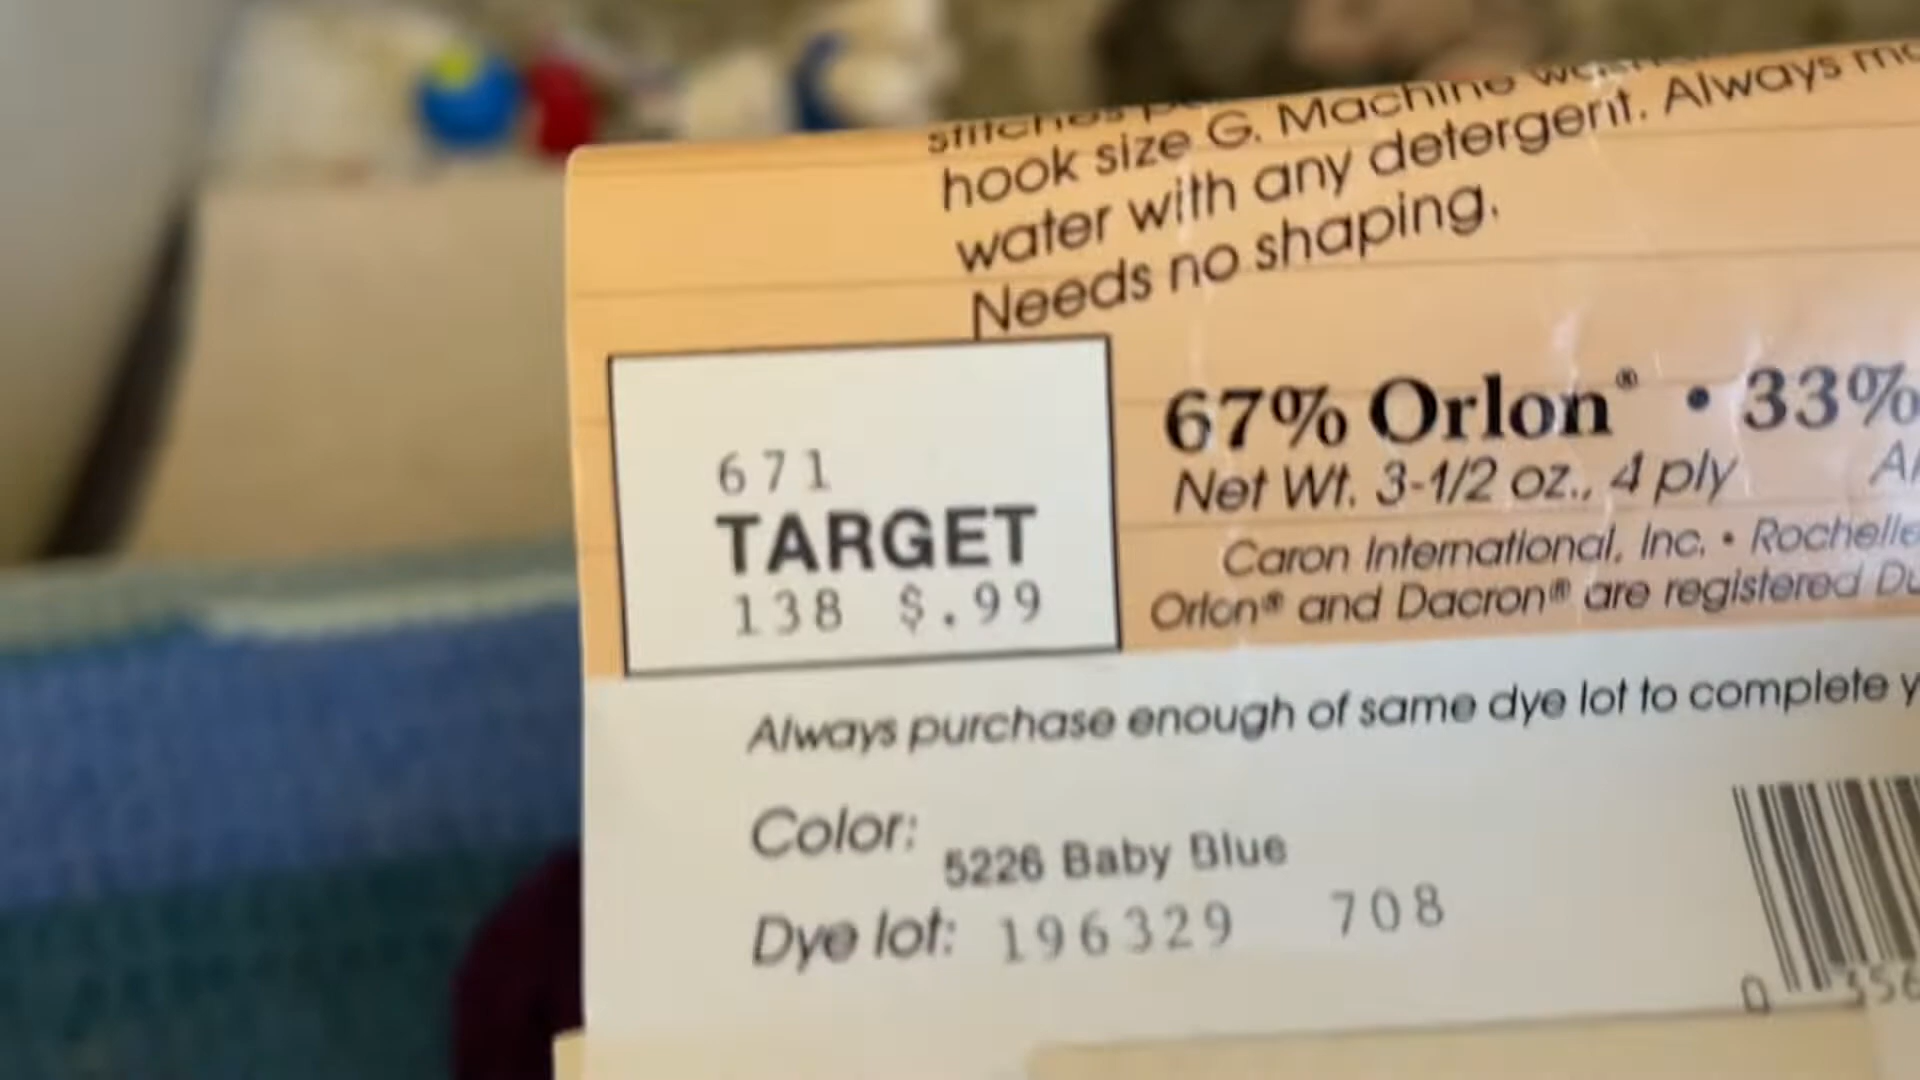 hook size G. Machine
water with any detergent. Always
Needs no shaping.
671
TARGET
138 $.99
67% Orlon® • 33%
Net Wt. 3-1/2 oz., 4 ply
Caron International, Inc. • Rochelle
Orlon® and Dacron® are registered
Always purchase enough of same dye lot to complete
Color: 5226 Baby Blue
Dye lot: 196329 708